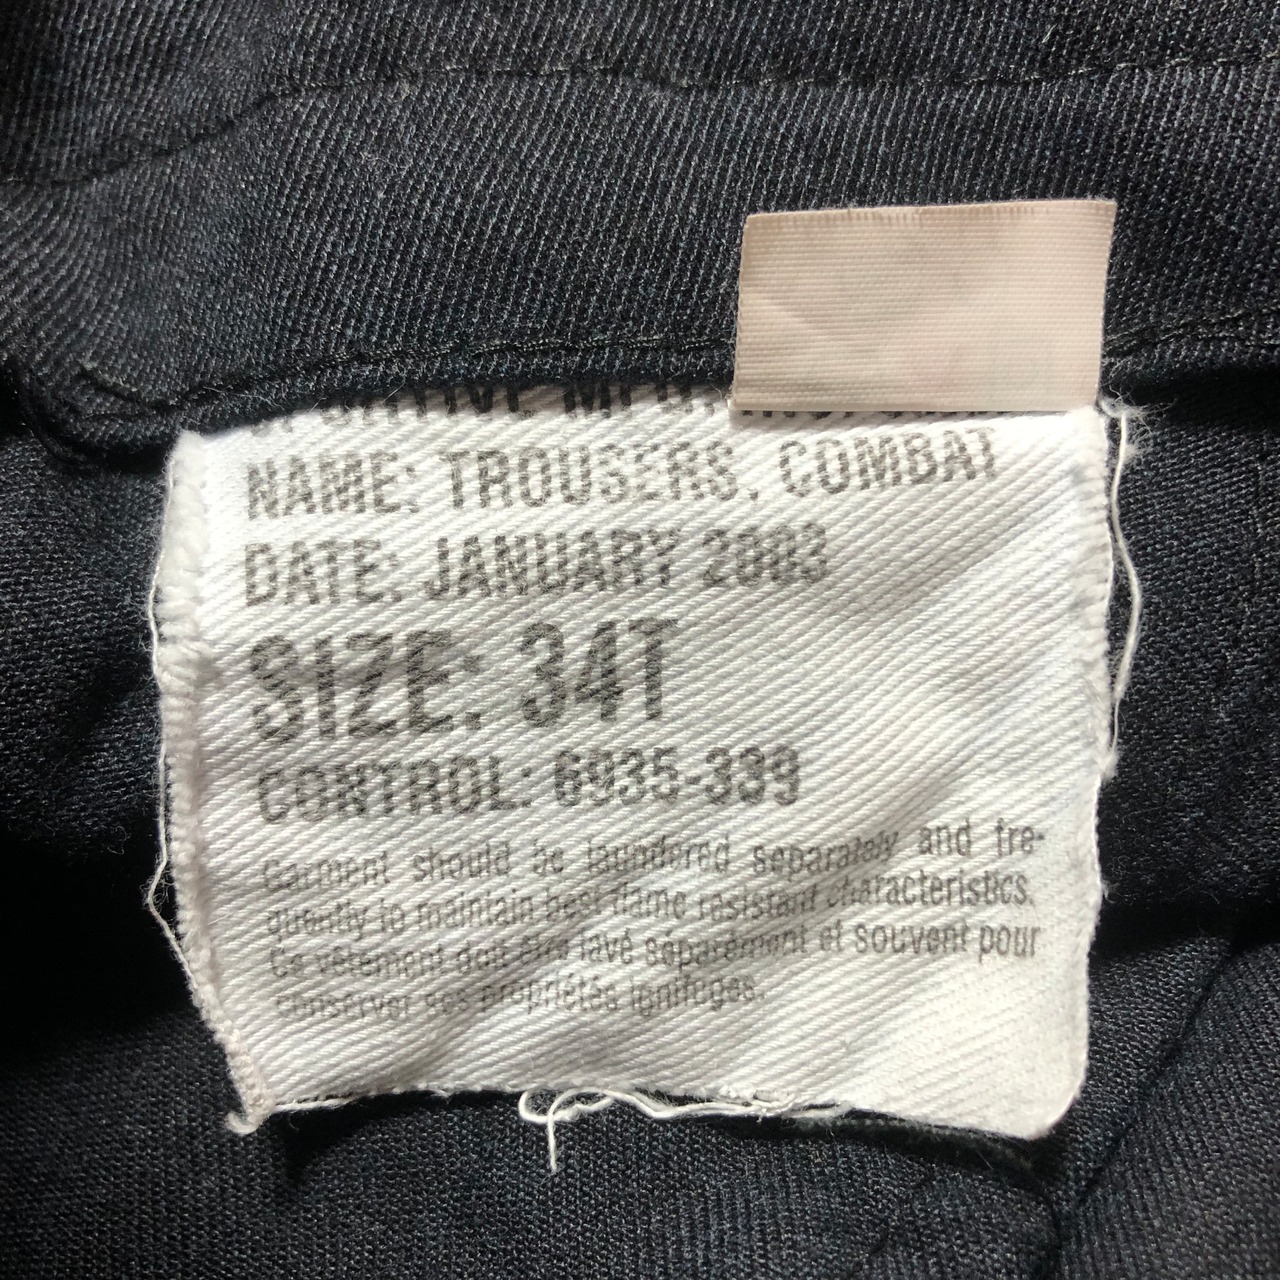 NAME: TROUSERS, COMBAT
DATE: JANUARY 2003
SIZE: 34T
CONTROL: 6935-339
Garment should be laundered separately and fre-
quently to maintain best flame resistant characteristics.
Ce vêtement doit être lavé séparément et souvent pour
conserver ses propriétés ignifuges.